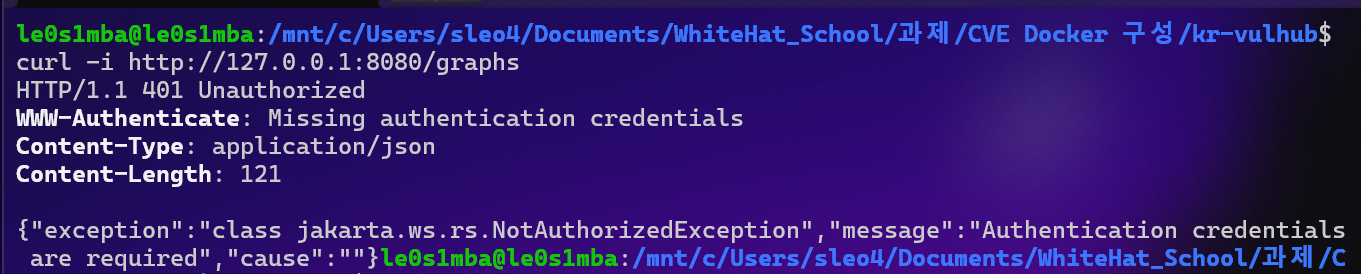 le0s1mba@le0s1mba:/mnt/c/Users/sleo4/Documents/WhiteHat_School/과제/CVE Docker 구성/kr-vulhub$
curl -i http://127.0.0.1:8080/graphs
HTTP/1.1 401 Unauthorized
WWW-Authenticate: Missing authentication credentials
Content-Type: application/json
Content-Length: 121

{"exception":"class jakarta.ws.rs.NotAuthorizedException","message":"Authentication credentials
 are required","cause":""}le0s1mba@le0s1mba:/mnt/c/Users/sleo4/Documents/WhiteHat_School/과제/C